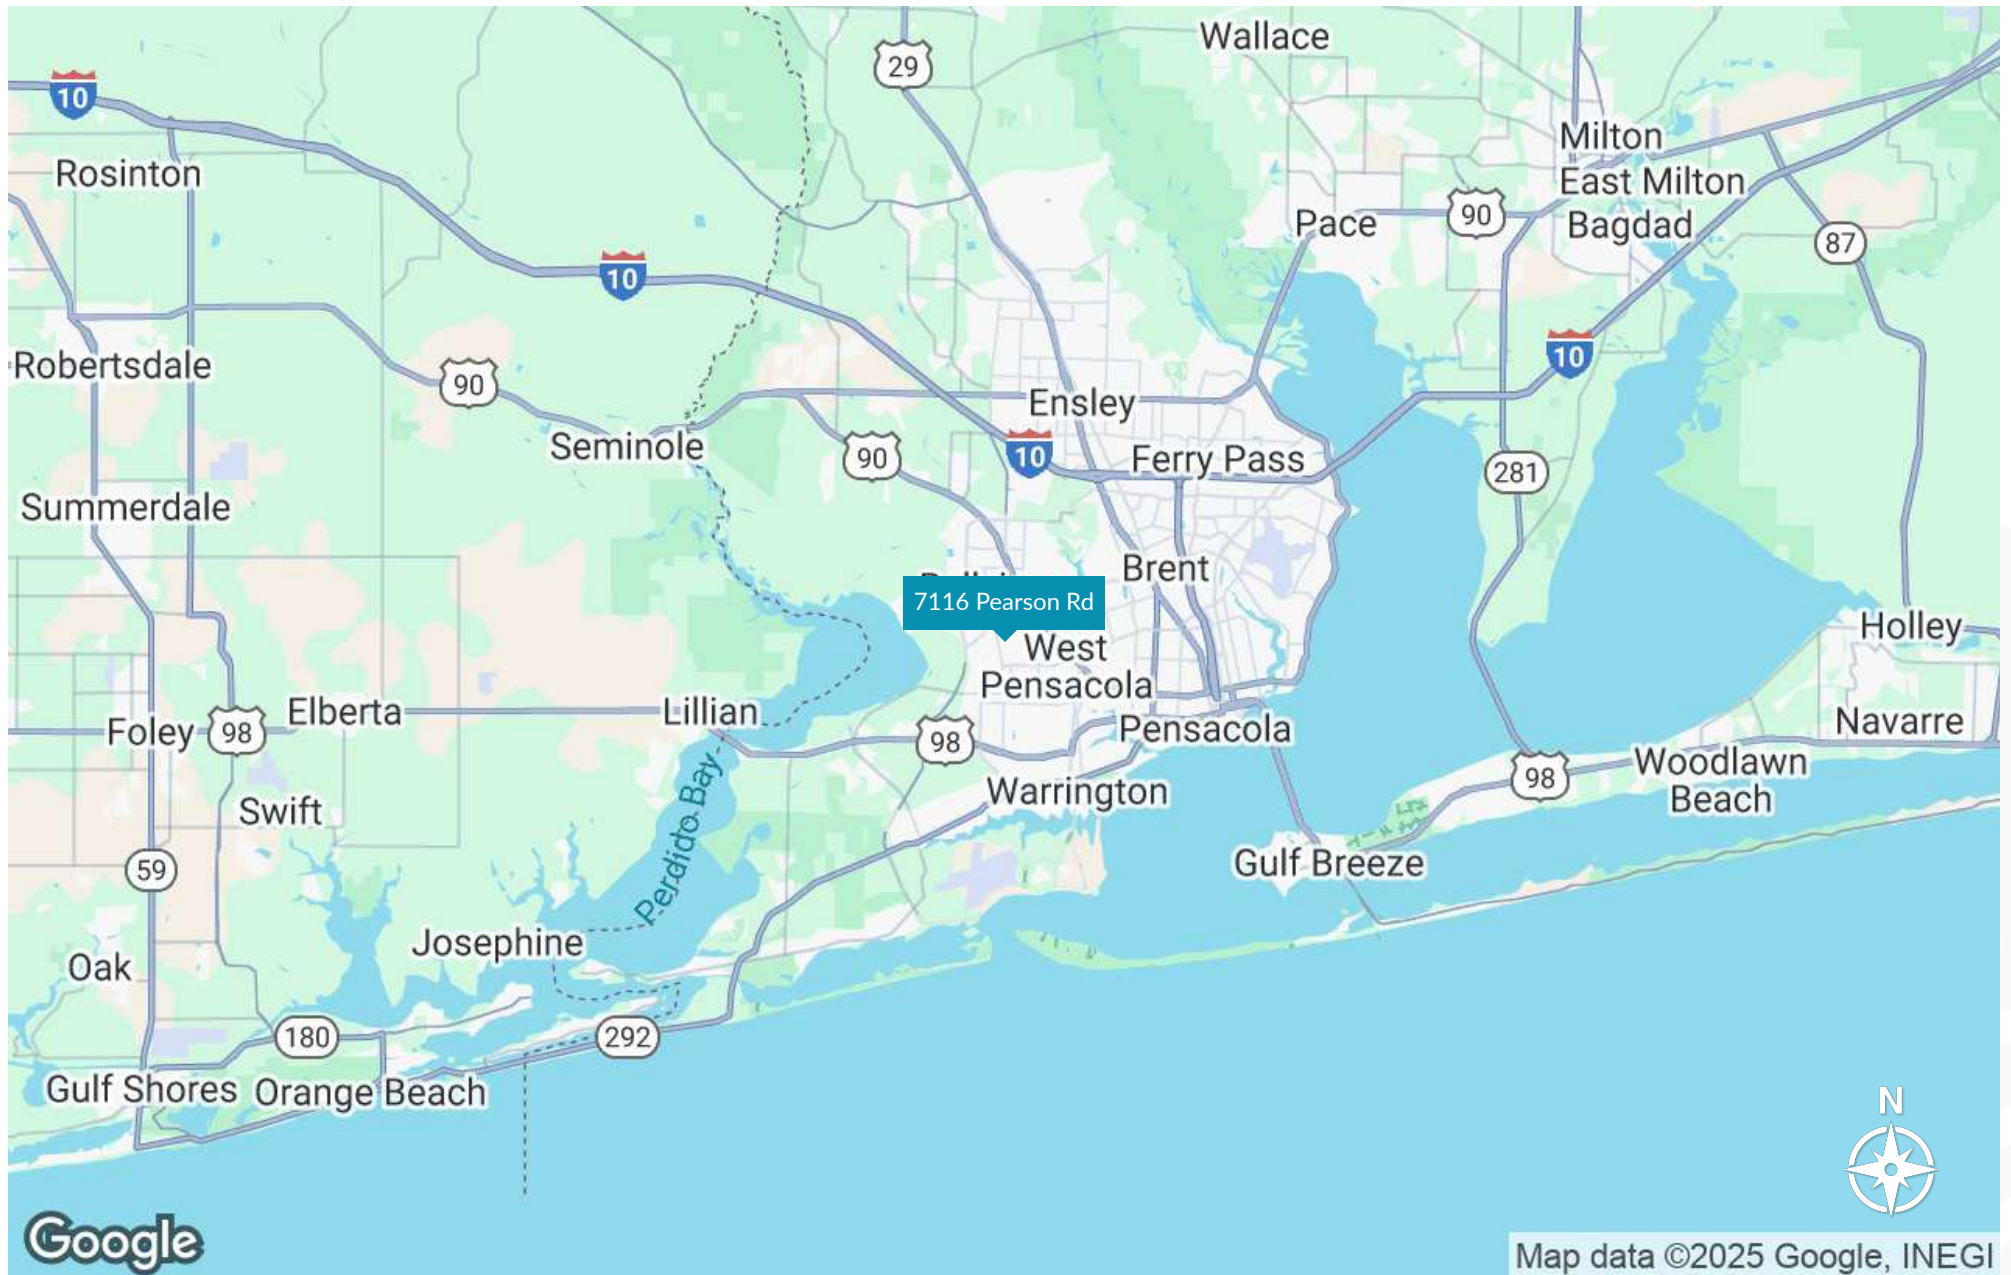 Wallace
29
10
Milton
Rosinton
East Milton
Pace
90
Bagdad
87
10
10
Robertsdale
90
Ensley
Seminole
90
10
Ferry Pass
281
Summerdale
Brent
7116 Pearson Rd
Holley
West
Pensacola
Elberta
Lillian
Foley
98
98
Pensacola
Navarre
Perdido Bay
98
Woodlawn
Beach
Warrington
Swift
59
Gulf Breeze
Josephine
Oak
180
292
Gulf Shores
Orange Beach
N
Google
Map data ©2025 Google, INEGI